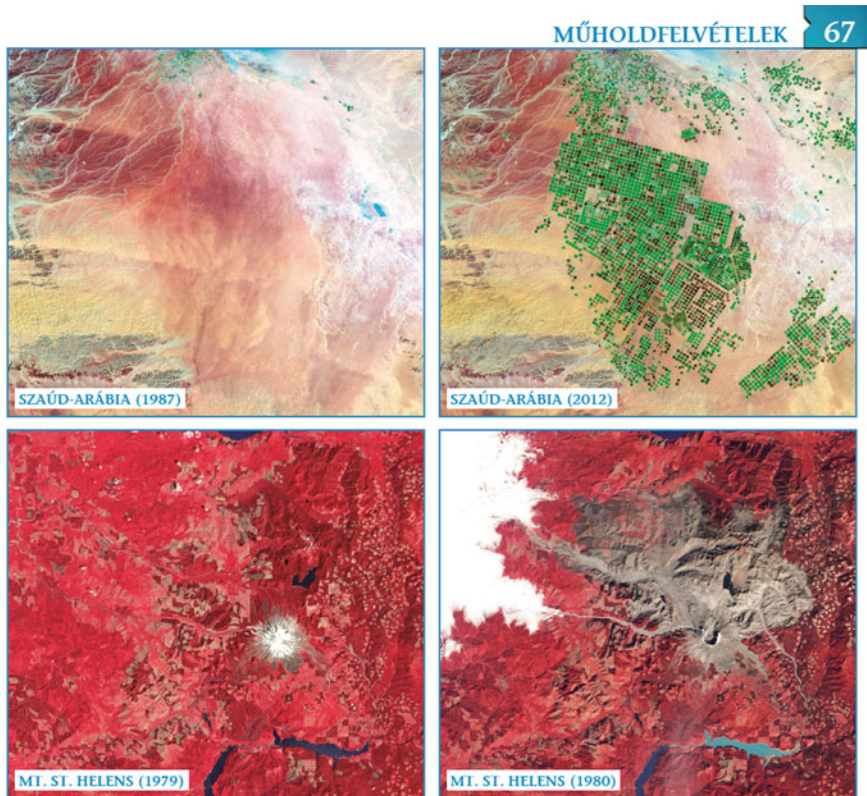 MŰHOLDFELVÉTELEK 67
SZAÚD-ARÁBIA (1987)
SZAÚD-ARÁBIA (2012)
MT. ST. HELENS (1979)
MT. ST. HELENS (1980)